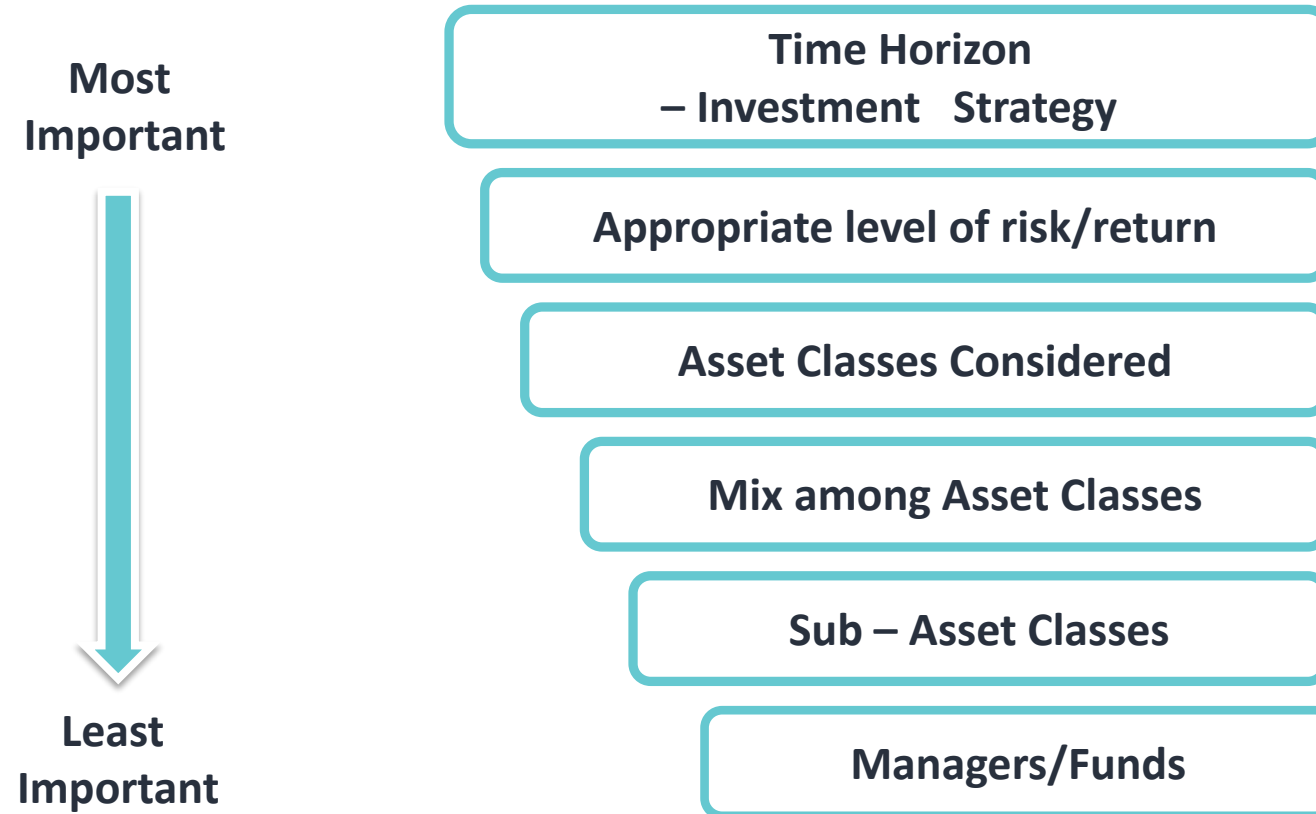 Most
Important
Time Horizon
– Investment Strategy
Appropriate level of risk/return
Asset Classes Considered
Mix among Asset Classes
Sub – Asset Classes
Least
Important
Managers/Funds